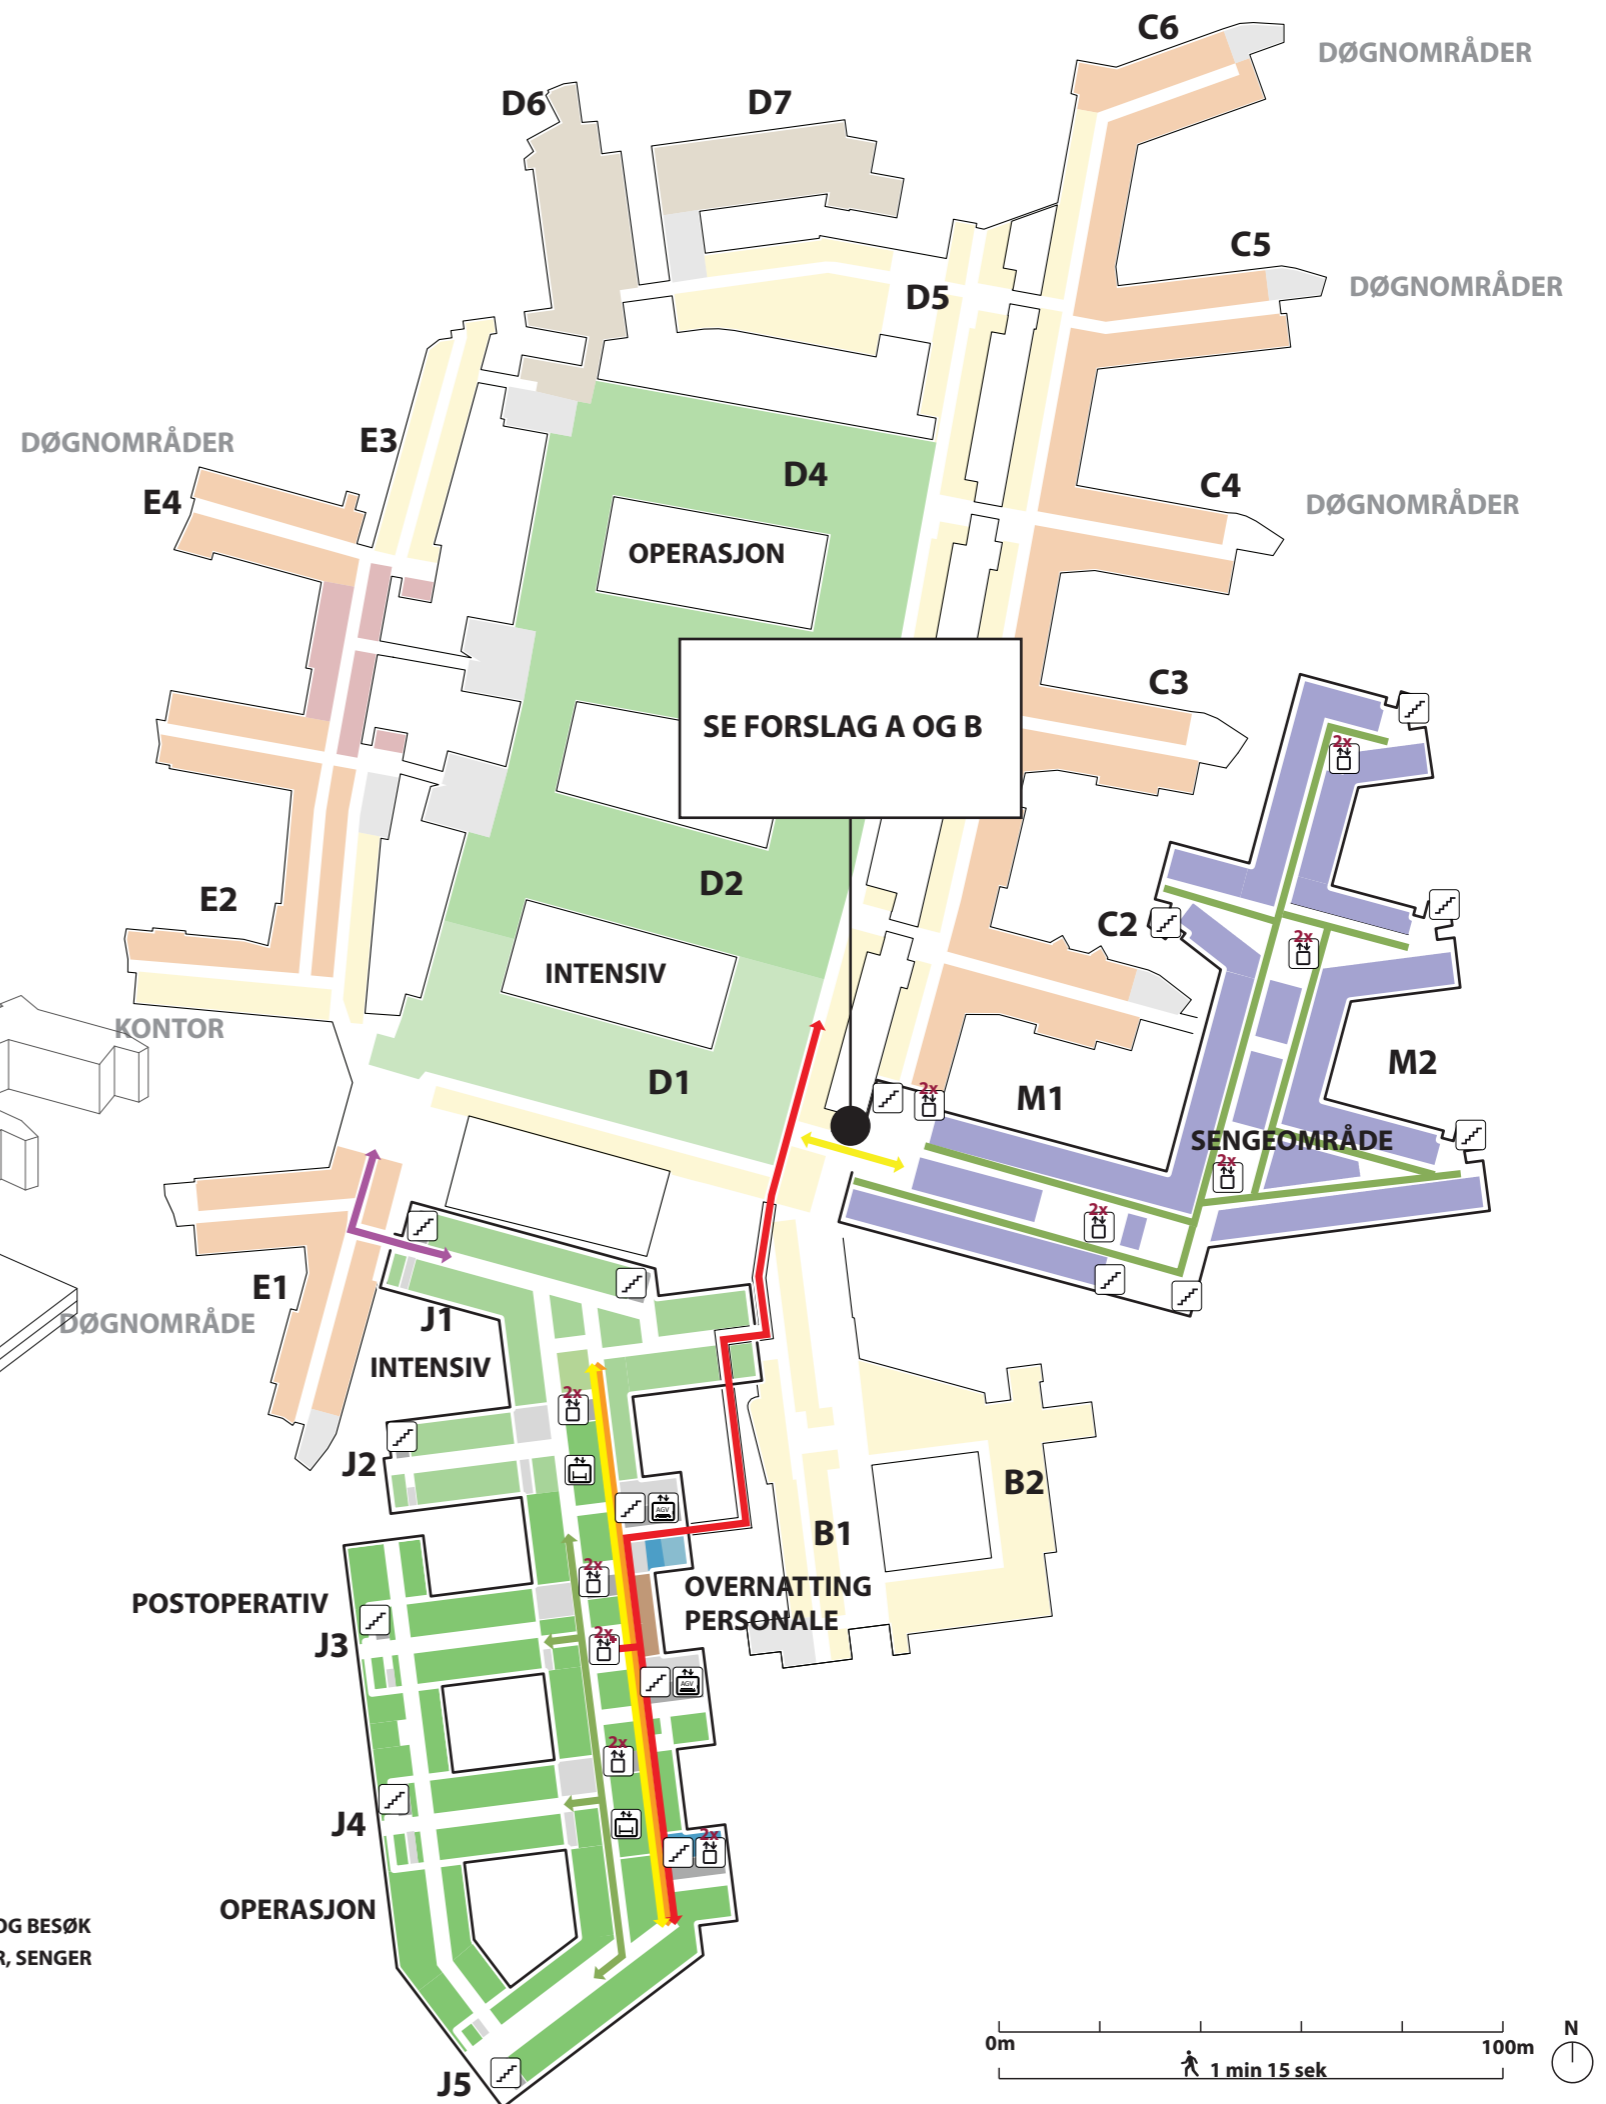 C6
DØGNOMRÅDER
D6
D7
C5
DØGNOMRÅDER
D5
DØGNOMRÅDER
E3
E4
D4
C4
DØGNOMRÅDER
OPERASJON
C3
SE FORSLAG A OG B
2x
D2
E2
C2
2x
INTENSIV
KONTOR
D1
M1
M2
2x
SENGEOMRÅDE
2x
2x
E1
DØGNOMRÅDE
J1
INTENSIV
2x
J2
B2
AGV
B1
2x
OVERNATTING
PERSONALE
POSTOPERATIV
J3
2x
AGV
2x
J4
2x
OPERASJON
OG BESØK
R, SENGER
J5
0m
100m
1 min 15 sek
N